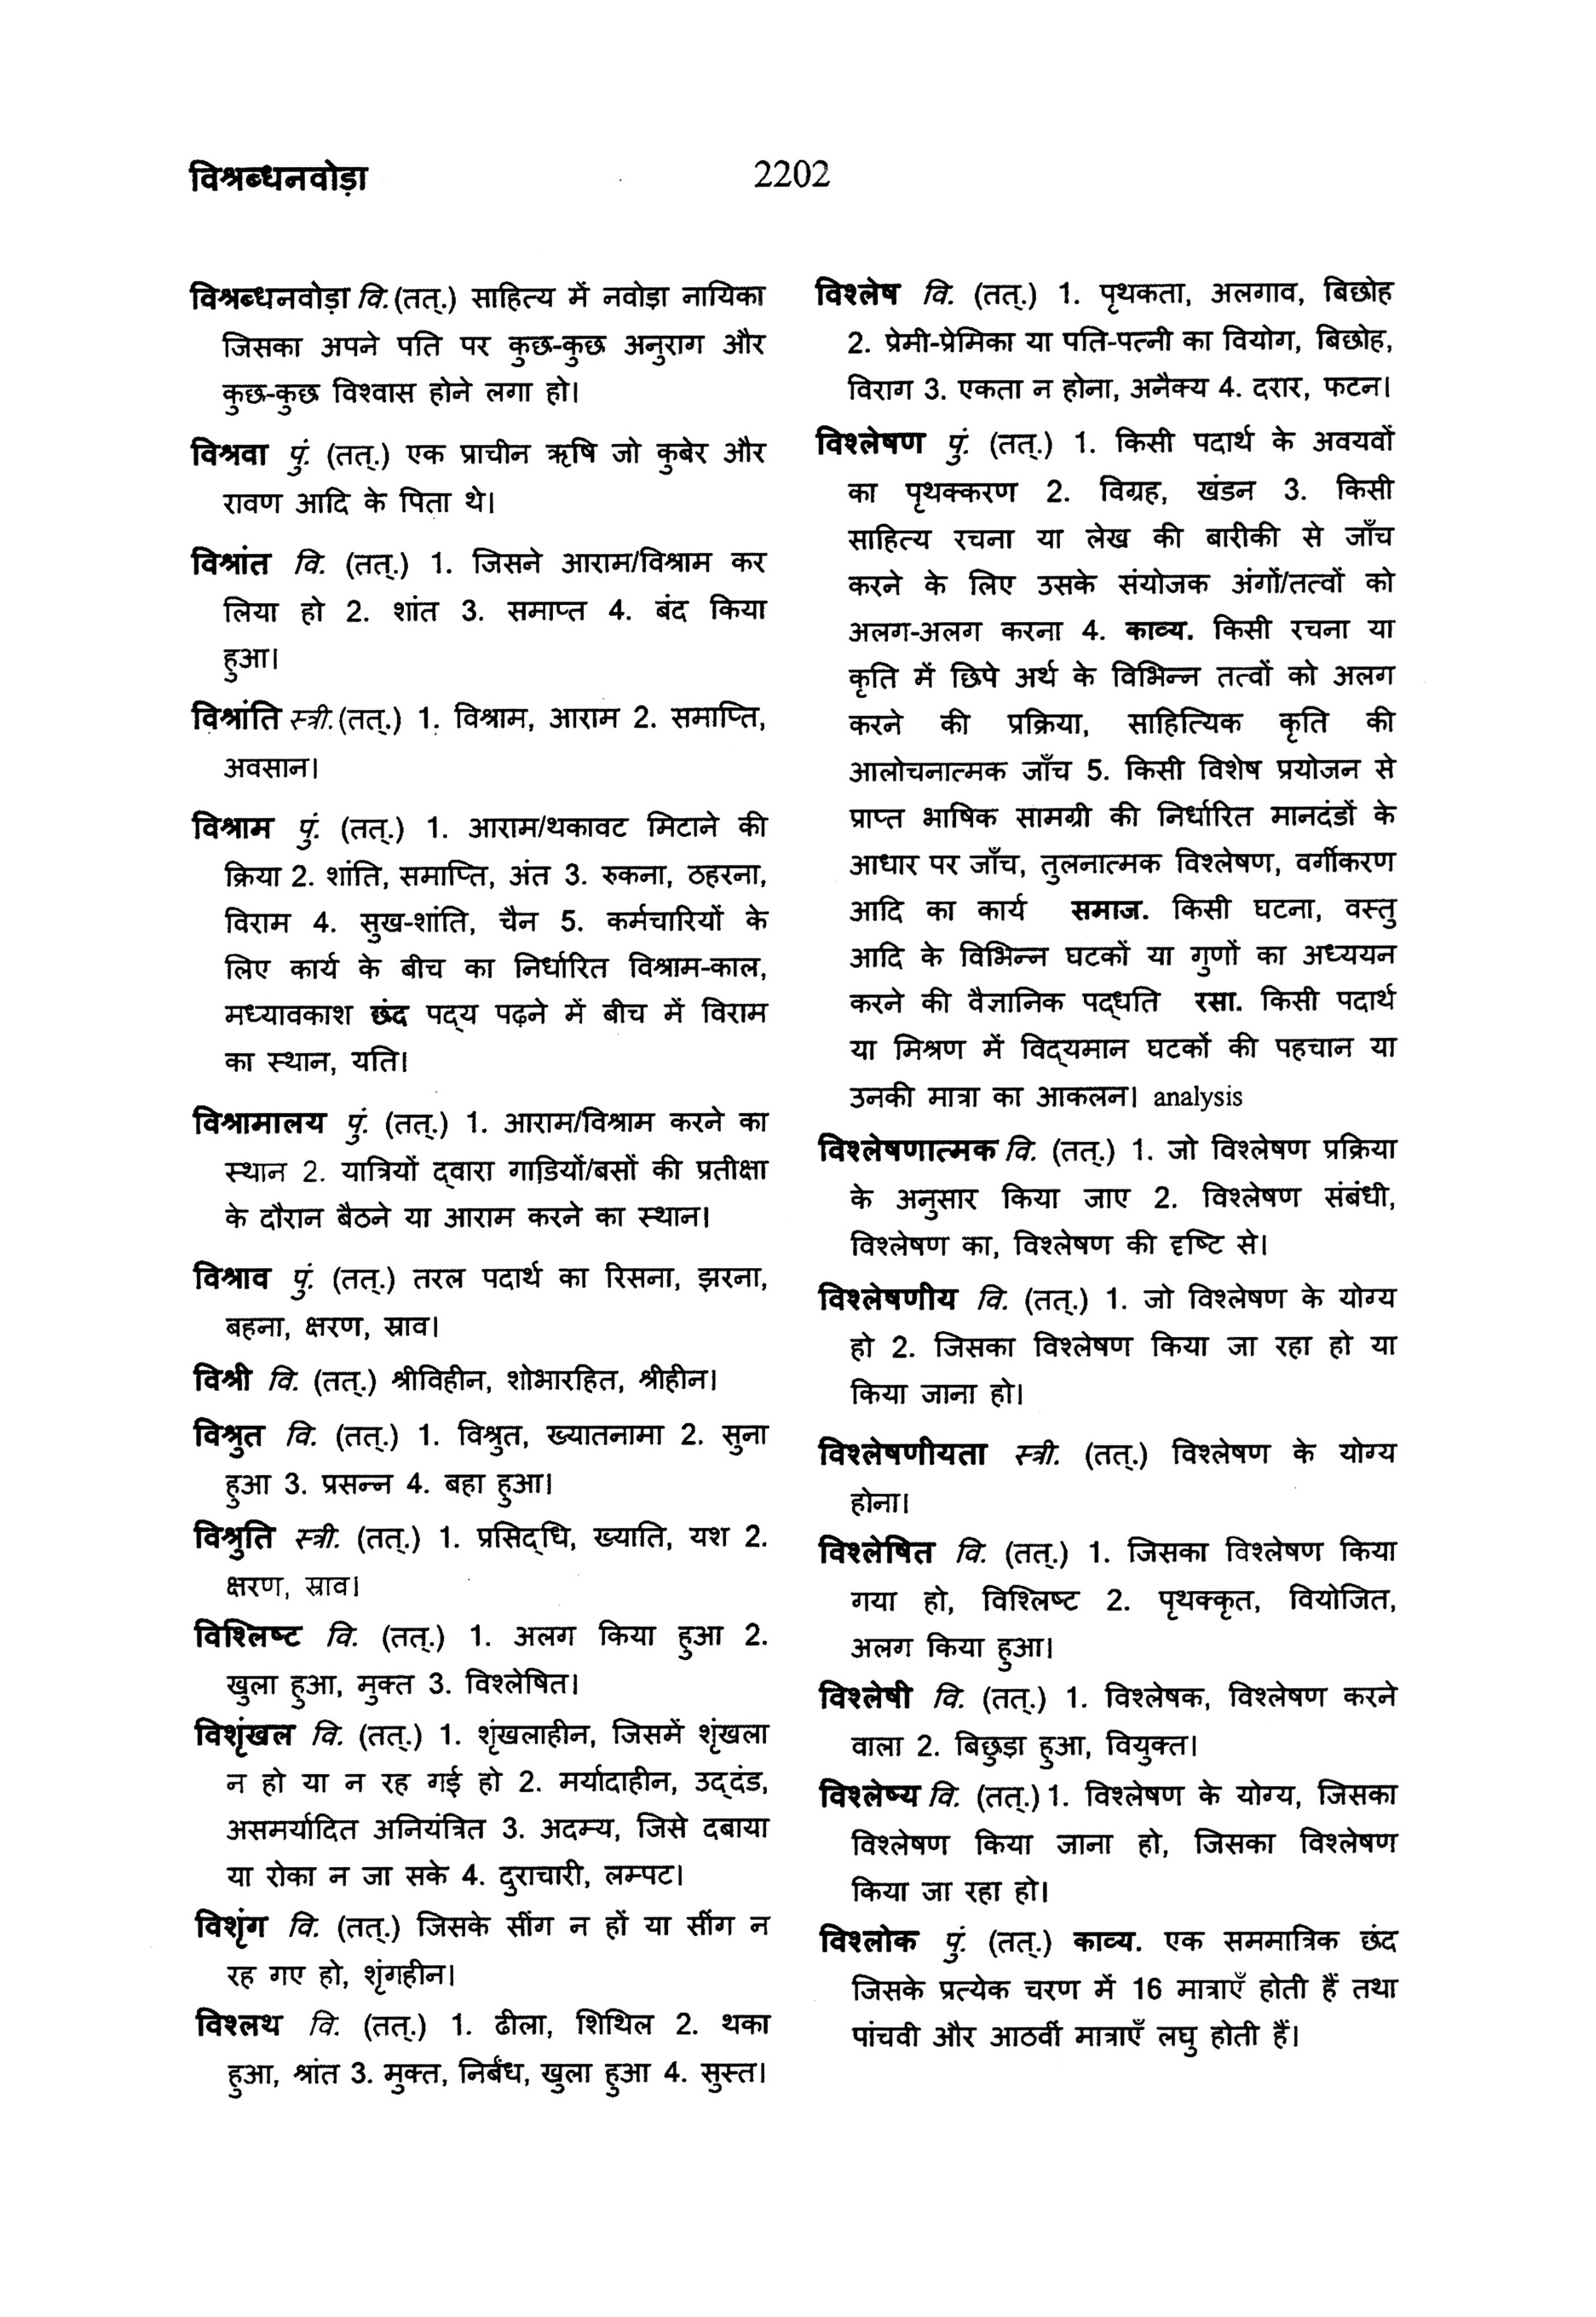 विश्रब्धनवोड़ा
2202
विश्रब्धनवोड़ा वि.(तत्.) साहित्य में नवोड़ा नायिका
जिसका अपने पति पर कुछ-कुछ अनुराग और
कुछ-कुछ विश्वास होने लगा हो।
विश्रवा पुं. (तत्.) एक प्राचीन ऋषि जो कुबेर और
रावण आदि के पिता थे।
विश्रांत वि. (तत्.) 1. जिसने आराम/विश्राम कर
लिया हो 2. शांत 3. समाप्त 4. बंद किया
हुआ।
विश्रांति स्त्री.(तत्.) 1. विश्राम, आराम 2. समाप्ति,
अवसान।
विश्राम पुं. (तत्.) 1. आराम/थकावट मिटाने की
क्रिया 2. शांति, समाप्ति, अंत 3. रुकना, ठहरना,
विराम 4. सुख-शांति, चैन 5. कर्मचारियों के
लिए कार्य के बीच का निर्धारित विश्राम-काल,
मध्यावकाश छंद पद्‍य पढ़ने में बीच में विराम
का स्थान, यति।
विश्रामालय पुं. (तत्.) 1. आराम/विश्राम करने का
स्थान 2. यात्रियों द्‍वारा गाड़ियों/बसों की प्रतीक्षा
के दौरान बैठने या आराम करने का स्थान।
विश्राव पुं. (तत्.) तरल पदार्थ का रिसना, झरना,
बहना, क्षरण, स्राव।
विश्री वि. (तत्.) श्रीविहीन, शोभारहित, श्रीहीन।
विश्रुत वि. (तत्.) 1. विश्रुत, ख्यातनामा 2. सुना
हुआ 3. प्रसन्न 4. बहा हुआ।
विश्रुति स्त्री. (तत्.) 1. प्रसिद्‍धि, ख्याति, यश 2.
क्षरण, स्राव।
विश्लिष्ट वि. (तत्.) 1. अलग किया हुआ 2.
खुला हुआ, मुक्त 3. विश्लेषित।
विशृंखल वि. (तत्.) 1. शृंखलाहीन, जिसमें शृंखला
न हो या न रह गई हो 2. मर्यादाहीन, उद्‍दंड,
असमर्यादित अनियंत्रित 3. अदम्य, जिसे दबाया
या रोका न जा सके 4. दुराचारी, लम्पट।
विशृंग वि. (तत्.) जिसके सींग न हों या सींग न
रह गए हो, शृंगहीन।
विश्लथ वि. (तत्.) 1. ढीला, शिथिल 2. थका
हुआ, श्रांत 3. मुक्त, निर्बंध, खुला हुआ 4. सुस्त।
विश्लेष वि. (तत्.) 1. पृथकता, अलगाव, बिछोह
2. प्रेमी-प्रेमिका या पति-पत्नी का वियोग, बिछोह,
विराग 3. एकता न होना, अनैक्य 4. दरार, फटन।
विश्लेषण पुं. (तत्.) 1. किसी पदार्थ के अवयवों
का पृथक्करण 2. विग्रह, खंडन 3. किसी
साहित्य रचना या लेख की बारीकी से जाँच
करने के लिए उसके संयोजक अंगों/तत्वों को
अलग-अलग करना 4. काव्य. किसी रचना या
कृति में छिपे अर्थ के विभिन्न तत्वों को अलग
करने की प्रक्रिया, साहित्यिक कृति की
आलोचनात्मक जाँच 5. किसी विशेष प्रयोजन से
प्राप्त भाषिक सामग्री की निर्धारित मानदंडों के
आधार पर जाँच, तुलनात्मक विश्लेषण, वर्गीकरण
आदि का कार्य समाज. किसी घटना, वस्तु
आदि के विभिन्न घटकों या गुणों का अध्ययन
करने की वैज्ञानिक पद्‍धति रसा. किसी पदार्थ
या मिश्रण में विद्‍यमान घटकों की पहचान या
उनकी मात्रा का आकलन। analysis
विश्लेषणात्मक वि. (तत्.) 1. जो विश्लेषण प्रक्रिया
के अनुसार किया जाए 2. विश्लेषण संबंधी,
विश्लेषण का, विश्लेषण की दृष्टि से।
विश्लेषणीय वि. (तत्.) 1. जो विश्लेषण के योग्य
हो 2. जिसका विश्लेषण किया जा रहा हो या
किया जाना हो।
विश्लेषणीयता स्त्री. (तत्.) विश्लेषण के योग्य
होना।
विश्लेषित वि. (तत्.) 1. जिसका विश्लेषण किया
गया हो, विश्लिष्ट 2. पृथक्कृत, वियोजित,
अलग किया हुआ।
विश्लेषी वि. (तत्.) 1. विश्लेषक, विश्लेषण करने
वाला 2. बिछुड़ा हुआ, वियुक्त।
विश्लेष्य वि. (तत्.) 1. विश्लेषण के योग्य, जिसका
विश्लेषण किया जाना हो, जिसका विश्लेषण
किया जा रहा हो।
विश्लोक पुं. (तत्.) काव्य. एक सममात्रिक छंद
जिसके प्रत्येक चरण में 16 मात्राएँ होती हैं तथा
पांचवी और आठवीं मात्राएँ लघु होती हैं।